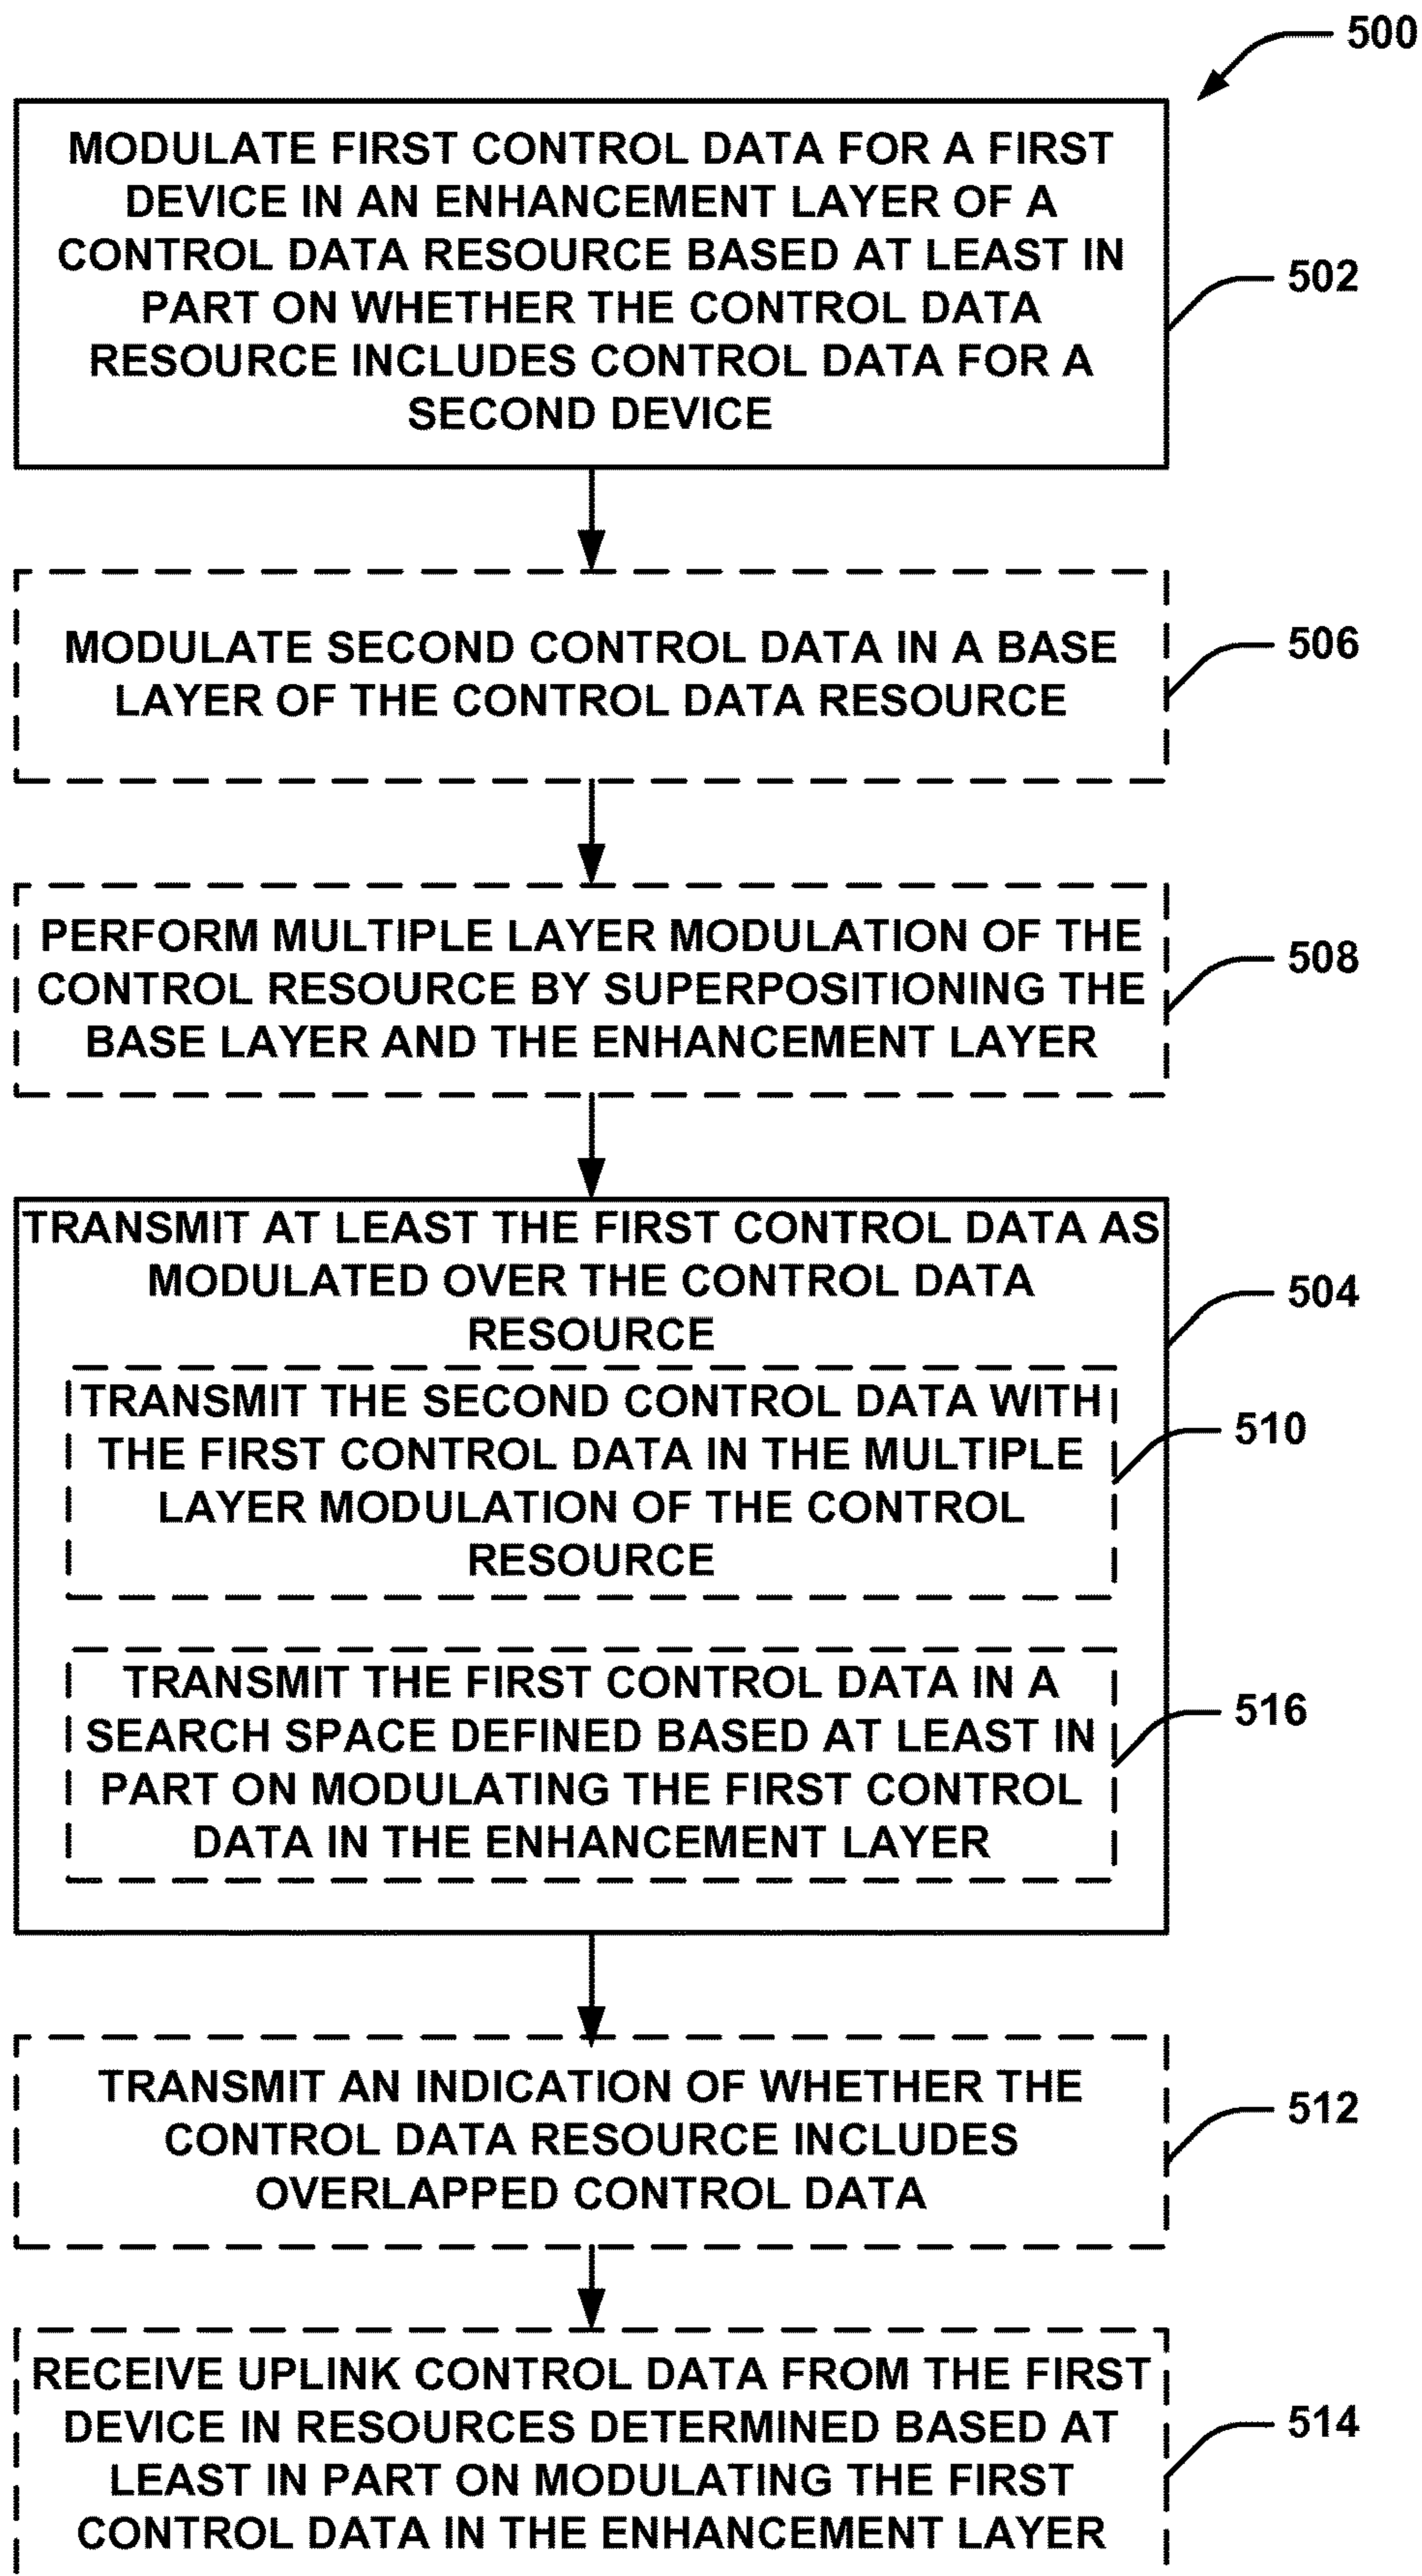 500
MODULATE FIRST CONTROL DATA FOR A FIRST
DEVICE IN AN ENHANCEMENT LAYER OF A
CONTROL DATA RESOURCE BASED AT LEAST IN
PART ON WHETHER THE CONTROL DATA
RESOURCE INCLUDES CONTROL DATA FOR A
SECOND DEVICE
502
MODULATE SECOND CONTROL DATA IN A BASE
LAYER OF THE CONTROL DATA RESOURCE
506
PERFORM MULTIPLE LAYER MODULATION OF THE
CONTROL RESOURCE BY SUPERPOSITIONING THE
BASE LAYER AND THE ENHANCEMENT LAYER
508
TRANSMIT AT LEAST THE FIRST CONTROL DATA AS
MODULATED OVER THE CONTROL DATA
RESOURCE
504
TRANSMIT THE SECOND CONTROL DATA WITH
THE FIRST CONTROL DATA IN THE MULTIPLE
LAYER MODULATION OF THE CONTROL
RESOURCE
510
TRANSMIT THE FIRST CONTROL DATA IN A
SEARCH SPACE DEFINED BASED AT LEAST IN
PART ON MODULATING THE FIRST CONTROL
DATA IN THE ENHANCEMENT LAYER
516
TRANSMIT AN INDICATION OF WHETHER THE
CONTROL DATA RESOURCE INCLUDES
OVERLAPPED CONTROL DATA
512
RECEIVE UPLINK CONTROL DATA FROM THE FIRST
DEVICE IN RESOURCES DETERMINED BASED AT
LEAST IN PART ON MODULATING THE FIRST
CONTROL DATA IN THE ENHANCEMENT LAYER
514